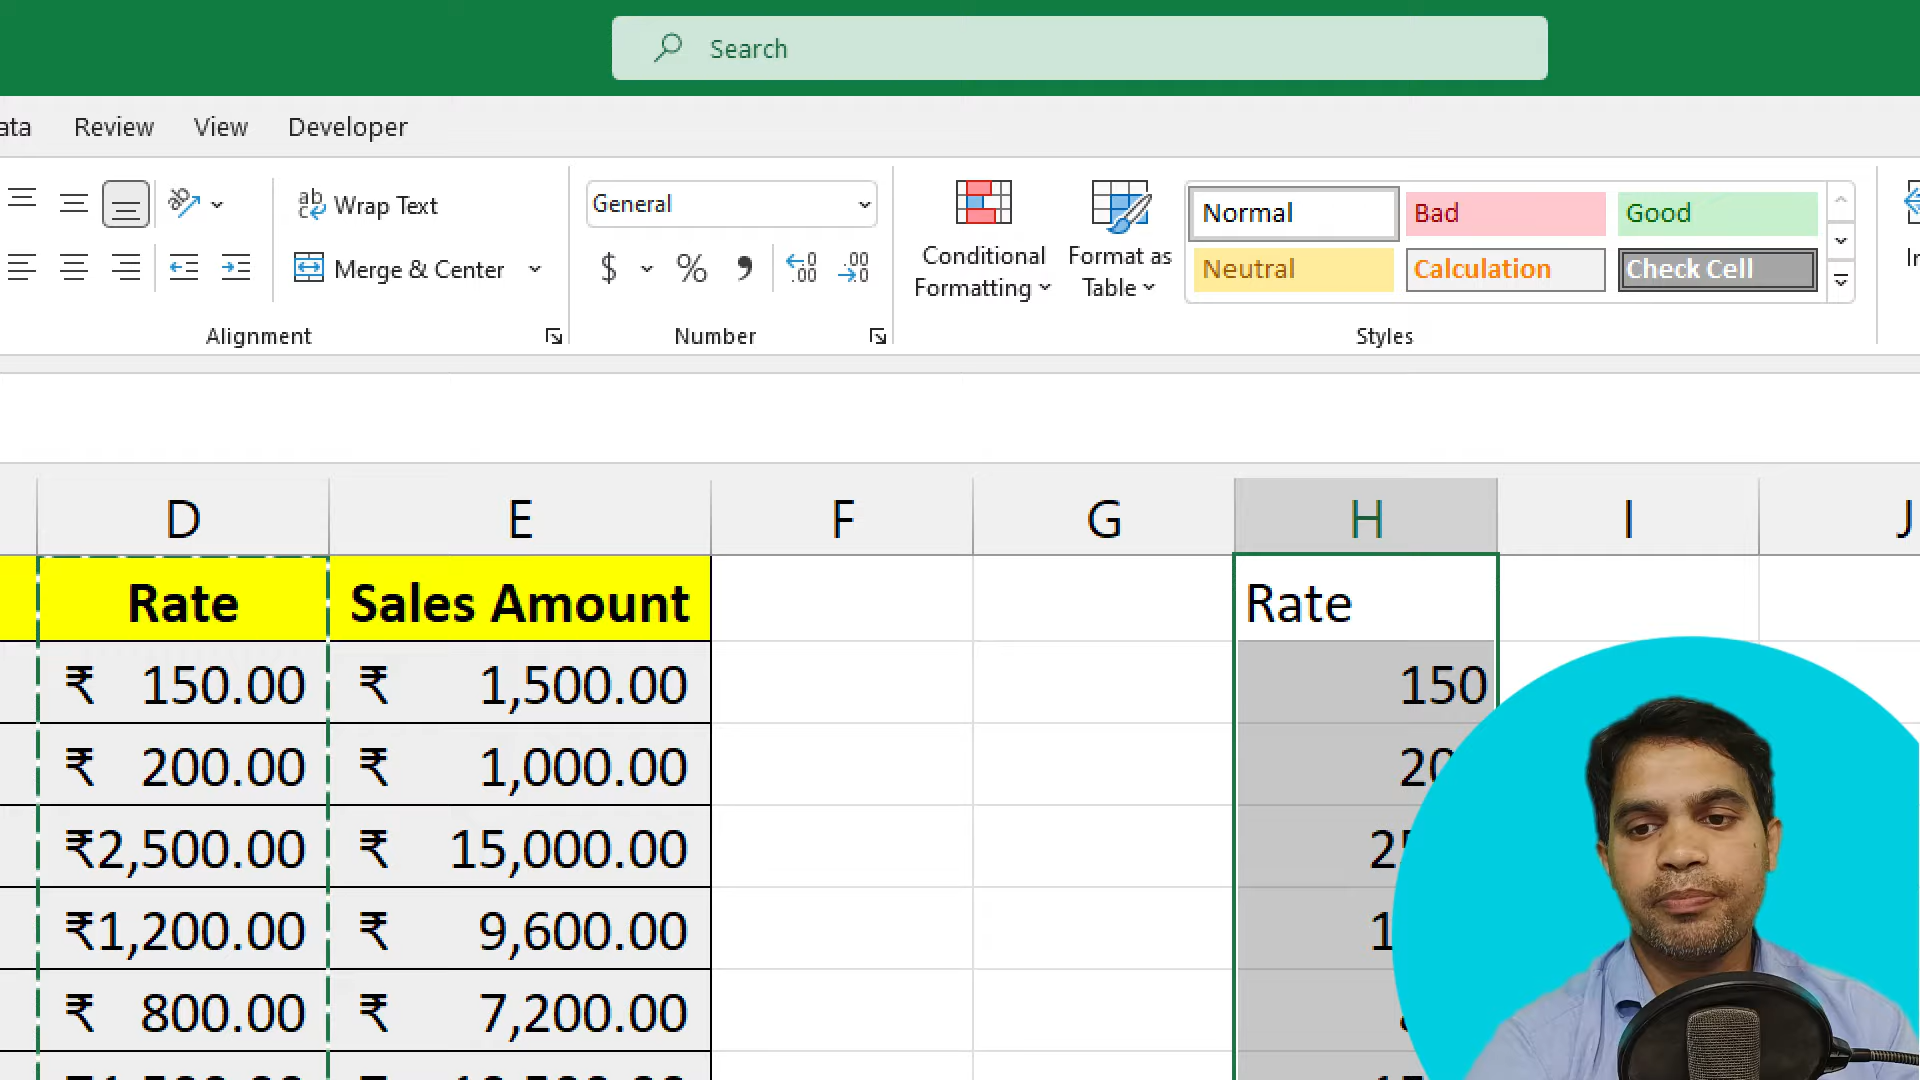 Search
ata Review View Developer
Wrap Text
General
Normal Bad Good
Merge & Center
$ % ,
Conditional Formatting
Format as Table
Neutral Calculation Check Cell
Alignment Number Styles
D E F G H I J
Rate Sales Amount Rate
₹ 150.00 ₹ 1,500.00 150
₹ 200.00 ₹ 1,000.00
₹2,500.00 ₹ 15,000.00
₹1,200.00 ₹ 9,600.00
₹ 800.00 ₹ 7,200.00